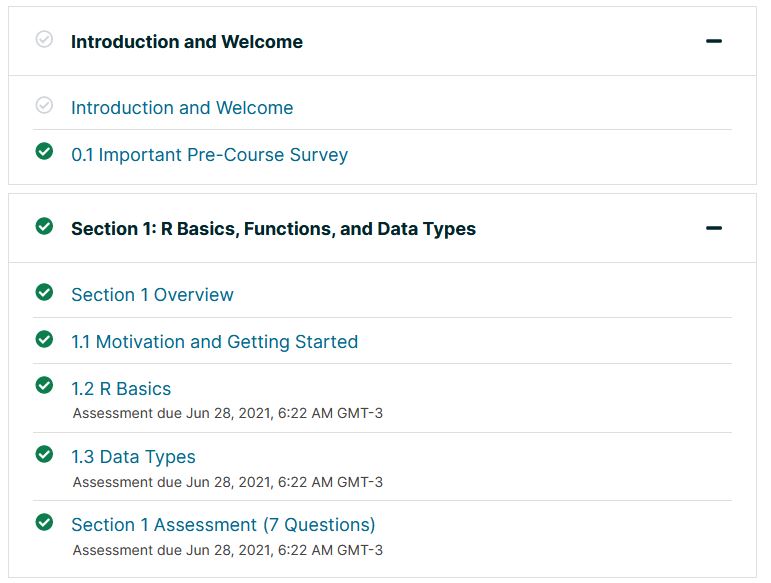 Introduction and Welcome
Introduction and Welcome
0.1 Important Pre-Course Survey
Section 1: R Basics, Functions, and Data Types
Section 1 Overview
1.1 Motivation and Getting Started
1.2 R Basics
Assessment due Jun 28, 2021, 6:22 AM GMT-3
1.3 Data Types
Assessment due Jun 28, 2021, 6:22 AM GMT-3
Section 1 Assessment (7 Questions)
Assessment due Jun 28, 2021, 6:22 AM GMT-3